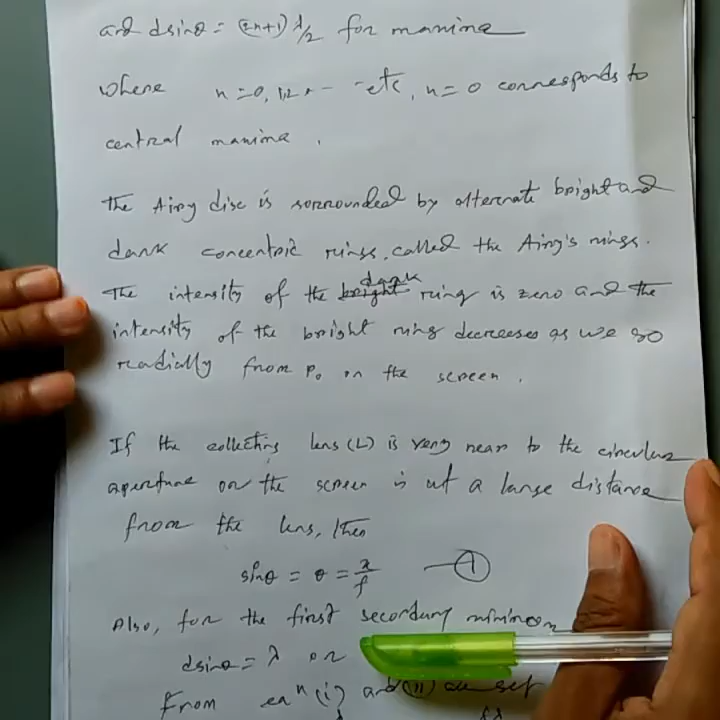 and dsinθ = (2n+1) λ/2 for maxima
where n = 0, 1, 2, - - - etc, n = 0 corresponds to
central maxima .
The Airy disc is sorrounded by alternate bright and
dark concentric rings, called the Airy's rings.
The intensity of the dark ring is zero and the
intensity of the bright ring decreases as we go
radially from P₀ on the screen .
If the collecting lens (L) is very near to the circular
aperture or the screen is at a large distance
from the lens, then
sinθ = θ = x/f — (1)
Also, for the first secondary minimum
dsinθ = λ or
From eqⁿ (i) and (ii) we get